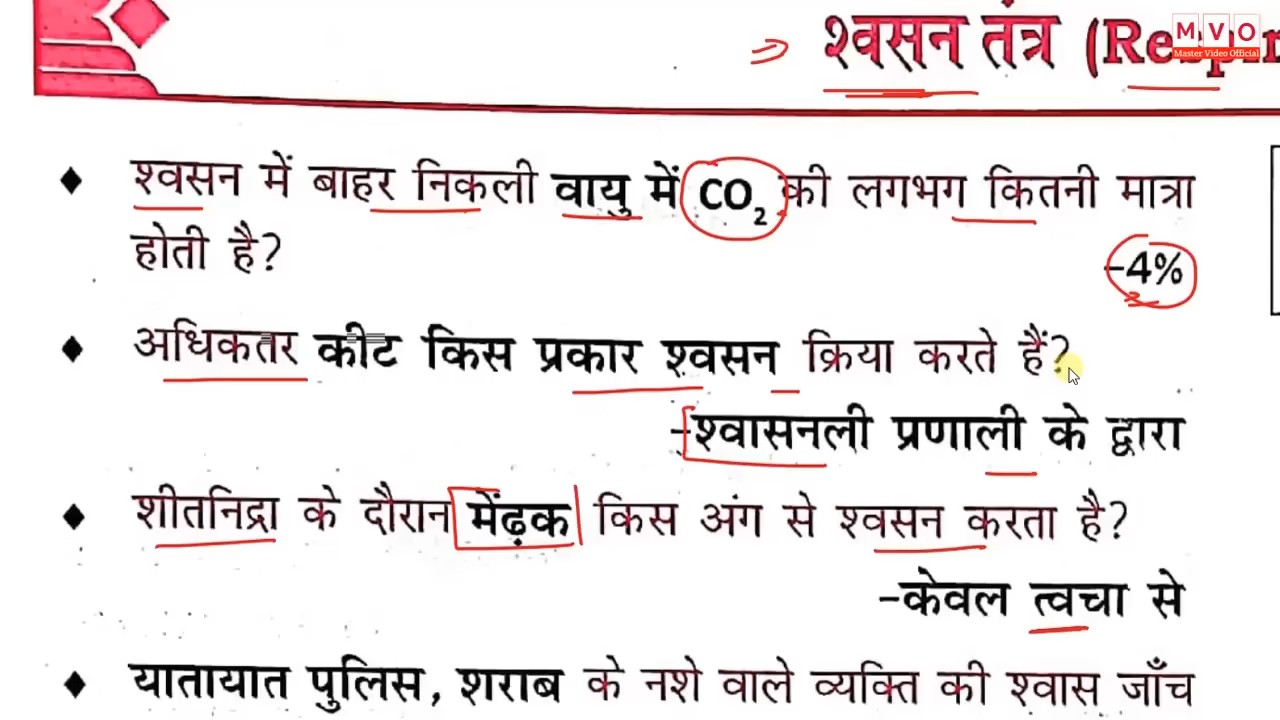 श्वसन तंत्र (Respir
M V O
Master Video Official
♦ श्वसन में बाहर निकली वायु में CO₂ की लगभग कितनी मात्रा
होती है?
-4%
♦ अधिकतर कीट किस प्रकार श्वसन क्रिया करते हैं?
-श्वासनली प्रणाली के द्वारा
♦ शीतनिद्रा के दौरान मेंढ़क किस अंग से श्वसन करता है?
-केवल त्वचा से
♦ यातायात पुलिस, शराब के नशे वाले व्यक्ति की श्वास जाँच